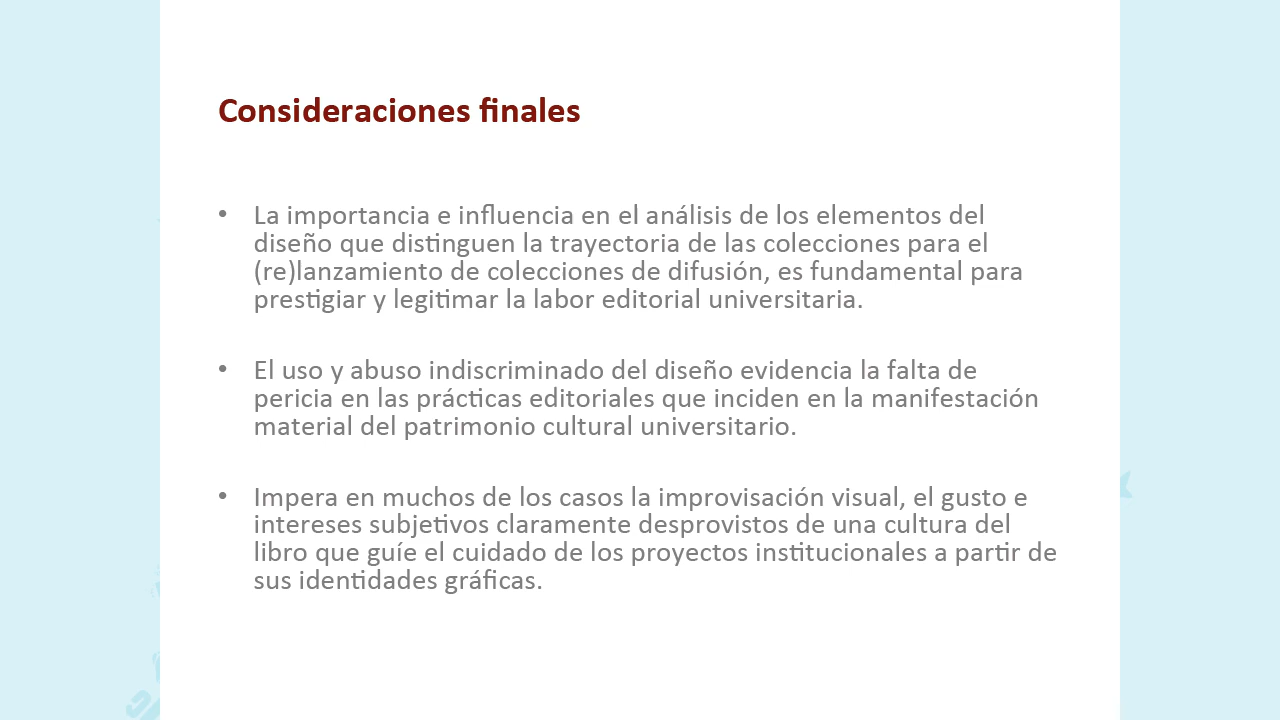 Consideraciones finales
• La importancia e influencia en el análisis de los elementos del
diseño que distinguen la trayectoria de las colecciones para el
(re)lanzamiento de colecciones de difusión, es fundamental para
prestigiar y legitimar la labor editorial universitaria.
• El uso y abuso indiscriminado del diseño evidencia la falta de
pericia en las prácticas editoriales que inciden en la manifestación
material del patrimonio cultural universitario.
• Impera en muchos de los casos la improvisación visual, el gusto e
intereses subjetivos claramente desprovistos de una cultura del
libro que guíe el cuidado de los proyectos institucionales a partir de
sus identidades gráficas.